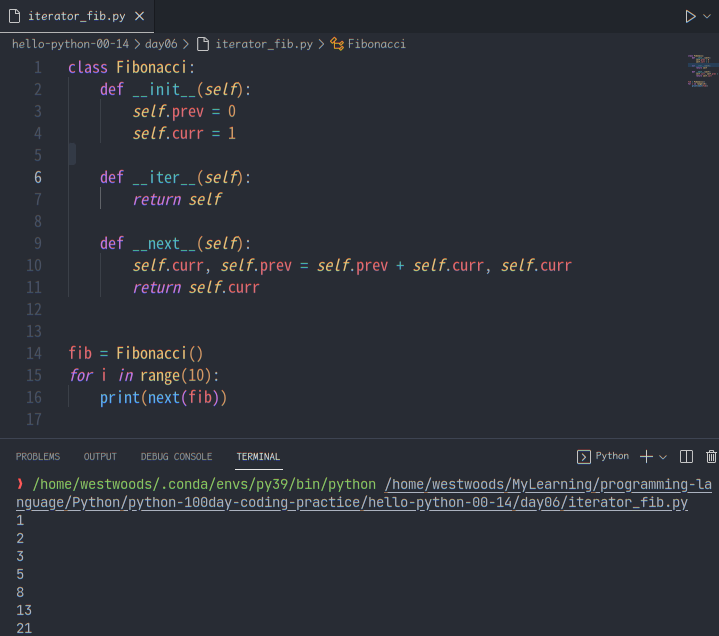 iterator_fib.py
hello-python-00-14 > day06 > iterator_fib.py > Fibonacci
1 class Fibonacci:
2     def __init__(self):
3         self.prev = 0
4         self.curr = 1
5
6     def __iter__(self):
7         return self
8
9     def __next__(self):
10         self.curr, self.prev = self.prev + self.curr, self.curr
11         return self.curr
12
13
14 fib = Fibonacci()
15 for i in range(10):
16     print(next(fib))
17
PROBLEMS OUTPUT DEBUG CONSOLE TERMINAL Python
❯ /home/westwoods/.conda/envs/py39/bin/python /home/westwoods/MyLearning/programming-la
nguage/Python/python-100day-coding-practice/hello-python-00-14/day06/iterator_fib.py
1
2
3
5
8
13
21